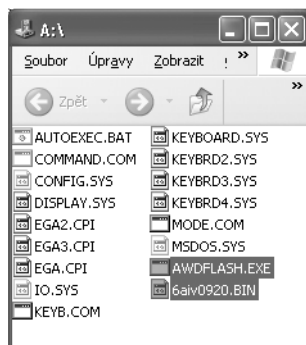 A:\
Soubor Úpravy Zobrazit »
Zpět »
AUTOEXEC.BAT
COMMAND.COM
CONFIG.SYS
DISPLAY.SYS
EGA2.CPI
EGA3.CPI
EGA.CPI
IO.SYS
KEYB.COM
KEYBOARD.SYS
KEYBRD2.SYS
KEYBRD3.SYS
KEYBRD4.SYS
MODE.COM
MSDOS.SYS
AWDFLASH.EXE
6aiv0920.BIN